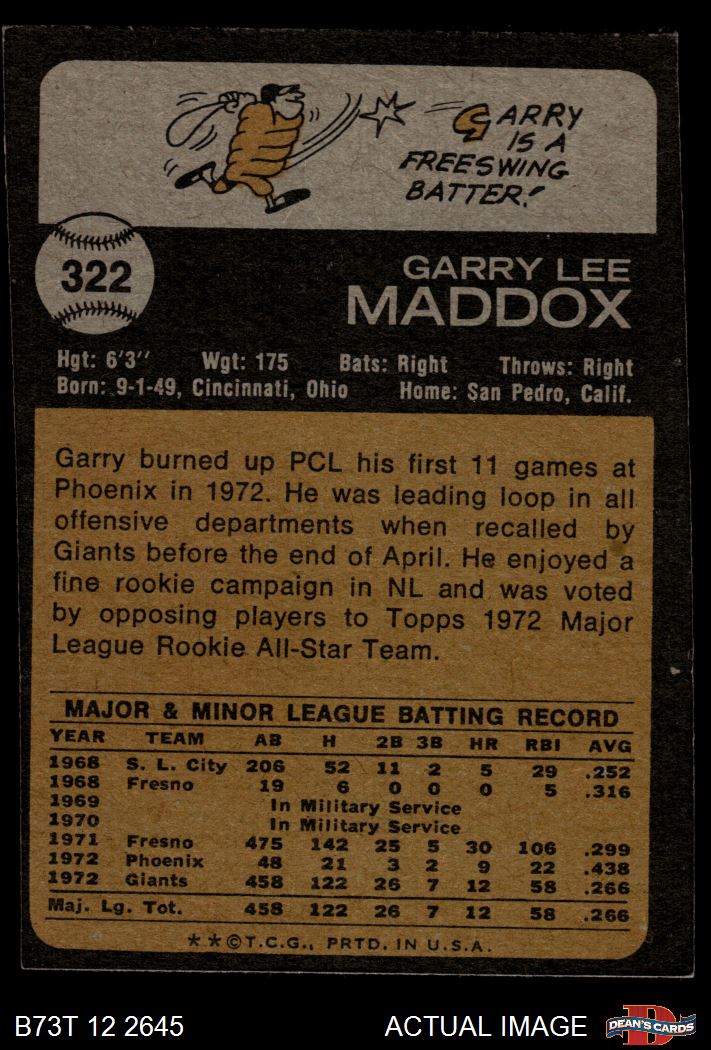 GARRY
IS A
FREESWING
BATTER!
322
GARRY LEE
MADDOX
Hgt: 6'3" Wgt: 175 Bats: Right Throws: Right
Born: 9-1-49, Cincinnati, Ohio Home: San Pedro, Calif.
Garry burned up PCL his first 11 games at
Phoenix in 1972. He was leading loop in all
offensive departments when recalled by
Giants before the end of April. He enjoyed a
fine rookie campaign in NL and was voted
by opposing players to Topps 1972 Major
League Rookie All-Star Team.
MAJOR & MINOR LEAGUE BATTING RECORD
YEAR TEAM AB H 2B 3B HR RBI AVG
1968 S. L. City 206 52 11 2 5 29 .252
1968 Fresno 19 6 0 0 0 5 .316
1969 In Military Service
1970 In Military Service
1971 Fresno 475 142 25 5 30 106 .299
1972 Phoenix 48 21 3 2 9 22 .438
1972 Giants 458 122 26 7 12 58 .266
Maj. Lg. Tot. 458 122 26 7 12 58 .266
**©T.C.G., PRTD. IN U.S.A.
B73T 12 2645 ACTUAL IMAGE
D
DEAN'S CARDS